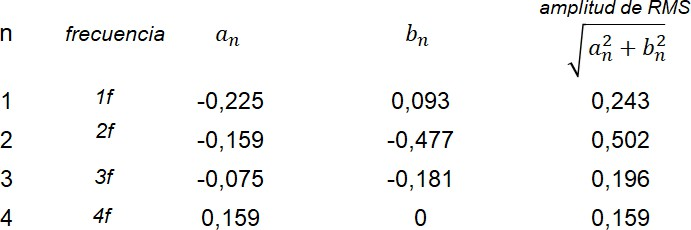 amplitud de RMS
n frecuencia aₙ bₙ √(aₙ² + bₙ²)
1 1f -0,225 0,093 0,243
2 2f -0,159 -0,477 0,502
3 3f -0,075 -0,181 0,196
4 4f 0,159 0 0,159